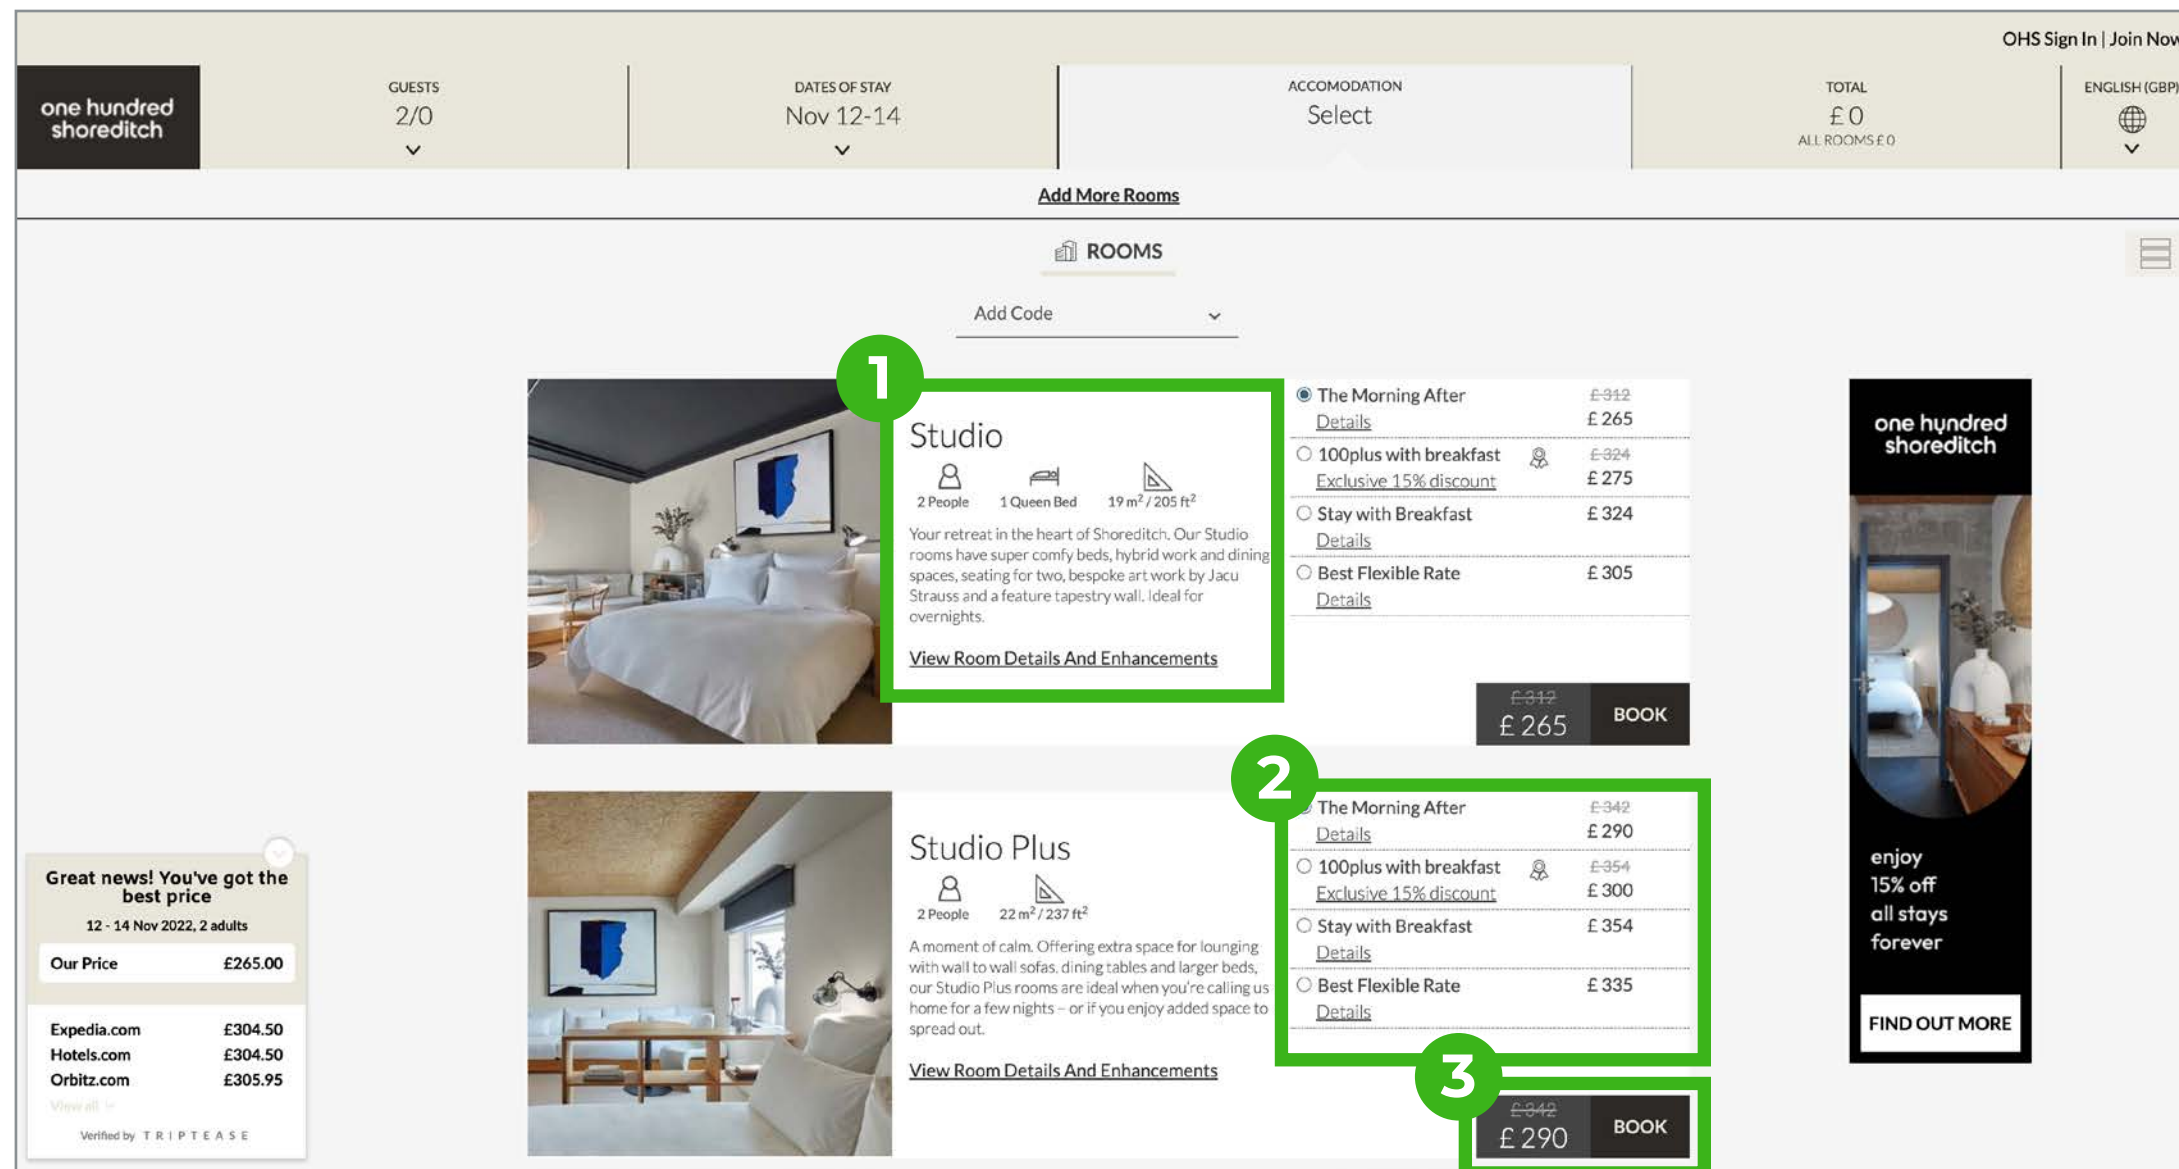 OHS Sign In | Join Now
one hundred
shoreditch
GUESTS
2/0
DATES OF STAY
Nov 12-14
ACCOMODATION
Select
TOTAL
£ 0
ALL ROOMS £ 0
ENGLISH (GBP)
Add More Rooms
ROOMS
Add Code
1
Studio
2 People
1 Queen Bed
19 m² / 205 ft²
Your retreat in the heart of Shoreditch. Our Studio
rooms have super comfy beds, hybrid work and dining
spaces, seating for two, bespoke art work by Jacu
Strauss and a feature tapestry wall. Ideal for
overnights.
View Room Details And Enhancements
The Morning After £ 312
Details £ 265
100plus with breakfast £ 324
Exclusive 15% discount £ 275
Stay with Breakfast £ 324
Details
Best Flexible Rate £ 305
Details
£ 312
£ 265
BOOK
2
Studio Plus
2 People
22 m² / 237 ft²
A moment of calm. Offering extra space for lounging
with wall to wall sofas, dining tables and larger beds,
our Studio Plus rooms are ideal when you're calling us
home for a few nights – or if you enjoy added space to
spread out.
View Room Details And Enhancements
The Morning After £ 342
Details £ 290
100plus with breakfast £ 354
Exclusive 15% discount £ 300
Stay with Breakfast £ 354
Details
Best Flexible Rate £ 335
Details
3
£ 342
£ 290
BOOK
Great news! You've got the
best price
12 - 14 Nov 2022, 2 adults
Our Price £265.00
Expedia.com £304.50
Hotels.com £304.50
Orbitz.com £305.95
View all
Verified by TRIPTEASE
one hundred
shoreditch
enjoy
15% off
all stays
forever
FIND OUT MORE